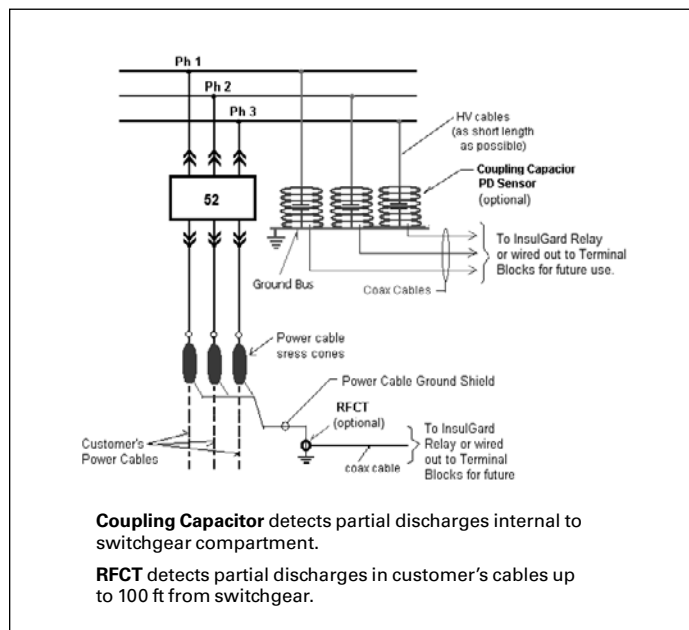 Ph 1
Ph 2
Ph 3
HV cables
(as short length
as possible)
Coupling Capacior
PD Sensor
(optional)
52
To InsulGard Relay
or wired out to Terminal
Blocks for future use.
Ground Bus
Coax Cables
Power cable
sress cones
Power Cable Ground Shield
RFCT
(optional)
To InsulGard
Relay or wired
out to Terminal
Blocks for future
Customer's
Power Cables
coax cable
Coupling Capacitor detects partial discharges internal to
switchgear compartment.
RFCT detects partial discharges in customer's cables up
to 100 ft from switchgear.